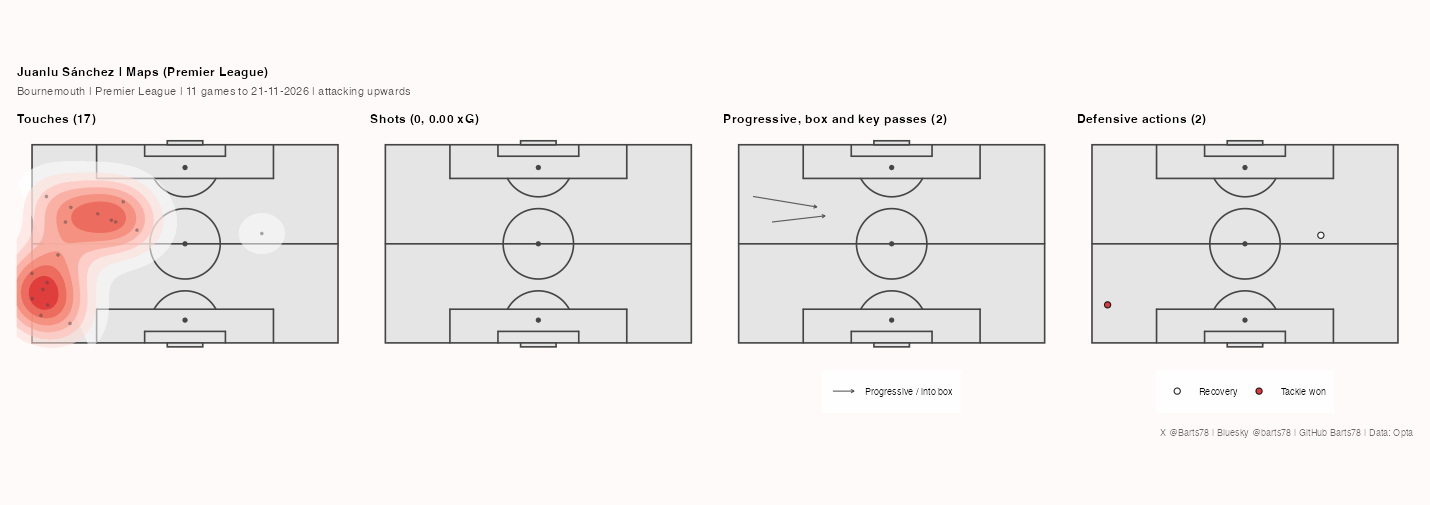 Juanlu Sánchez | Maps (Premier League)
Bournemouth | Premier League | 11 games to 21-11-2026 | attacking upwards
Touches (17)
Shots (0, 0.00 xG)
Progressive, box and key passes (2)
Defensive actions (2)
Progressive / into box
Recovery
Tackle won
X @Barts78 | Bluesky @barts78 | GitHub Barts78 | Data: Opta